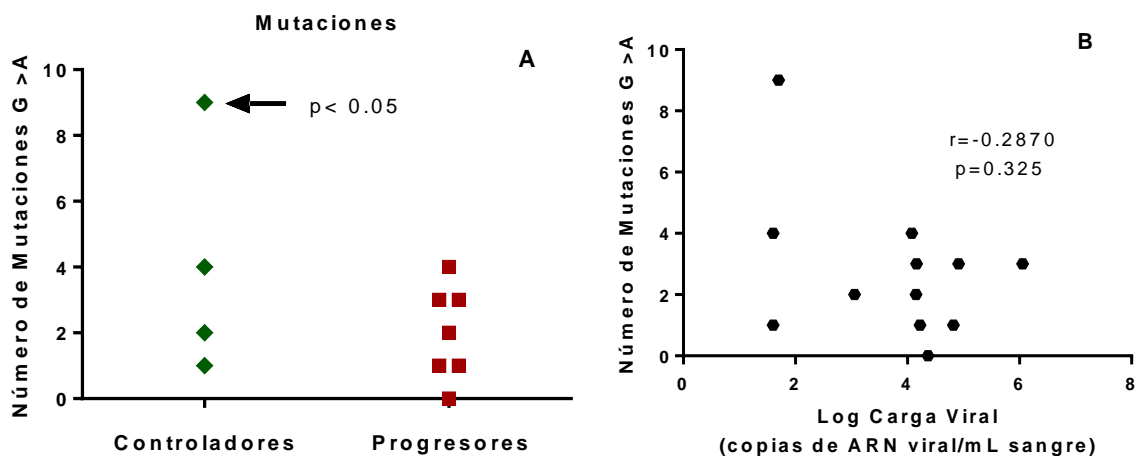 Mutaciones
A
Número de Mutaciones G >A
10
8
6
4
2
0
p< 0.05
Controladores
Progresores
B
Número de Mutaciones G >A
10
8
6
4
2
0
r=-0.2870
p=0.325
0
2
4
6
8
Log Carga Viral
(copias de ARN viral/mL sangre)